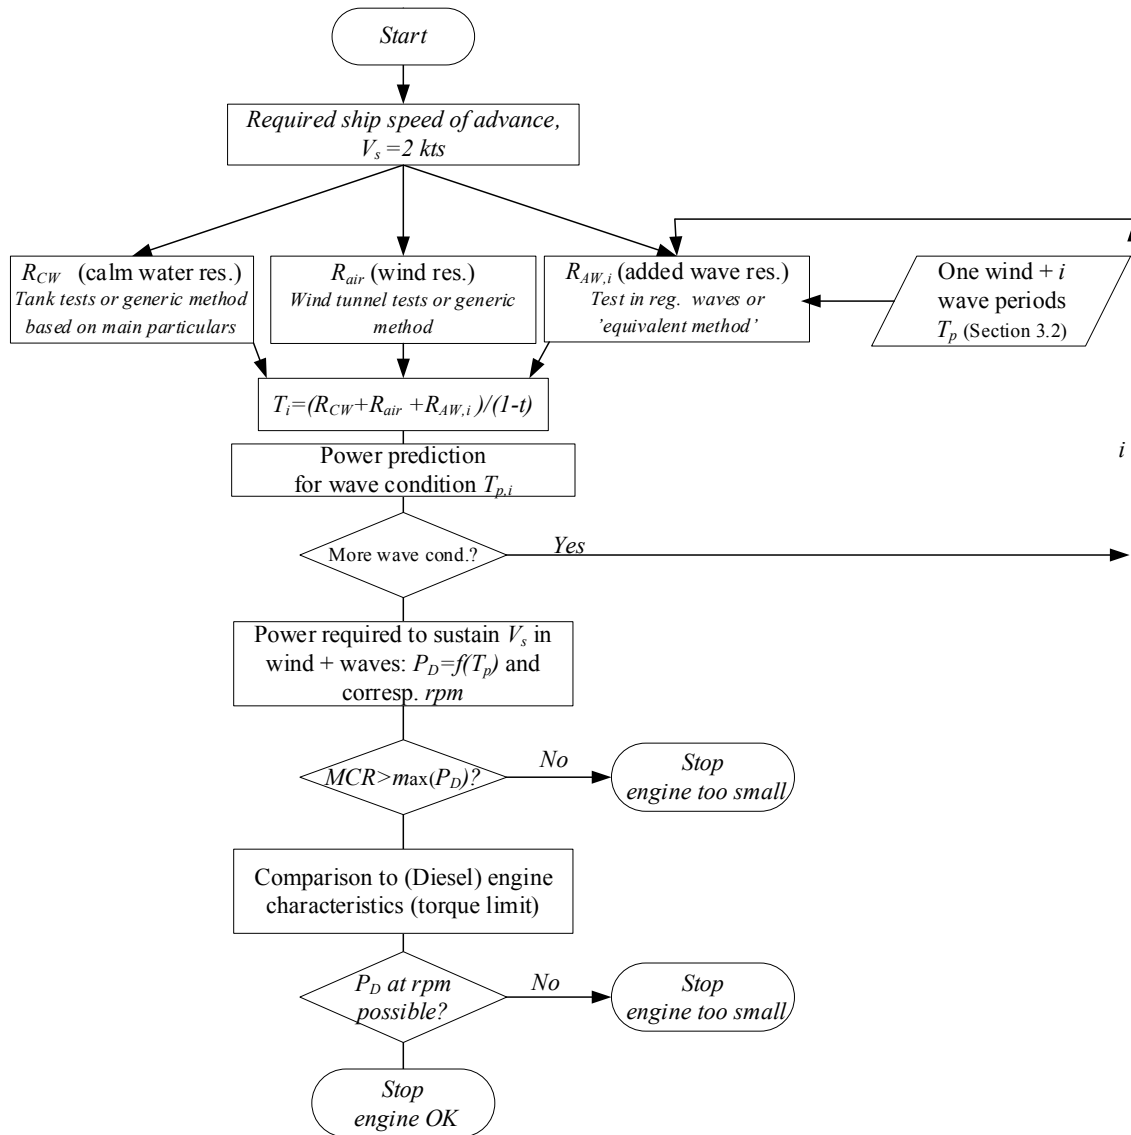 Start
Required ship speed of advance,
V_s =2 kts
R_CW (calm water res.)
Tank tests or generic method
based on main particulars
R_air (wind res.)
Wind tunnel tests or generic
method
R_AW,i (added wave res.)
Test in reg. waves or
’equivalent method’
One wind + i
wave periods
T_p (Section 3.2)
T_i=(R_CW+R_air +R_AW,i )/(1-t)
Power prediction
for wave condition T_p,i
i
More wave cond.?
Yes
Power required to sustain V_s in
wind + waves: P_D=f(T_p) and
corresp. rpm
MCR>max(P_D)?
No
Stop
engine too small
Comparison to (Diesel) engine
characteristics (torque limit)
P_D at rpm
possible?
No
Stop
engine too small
Stop
engine OK